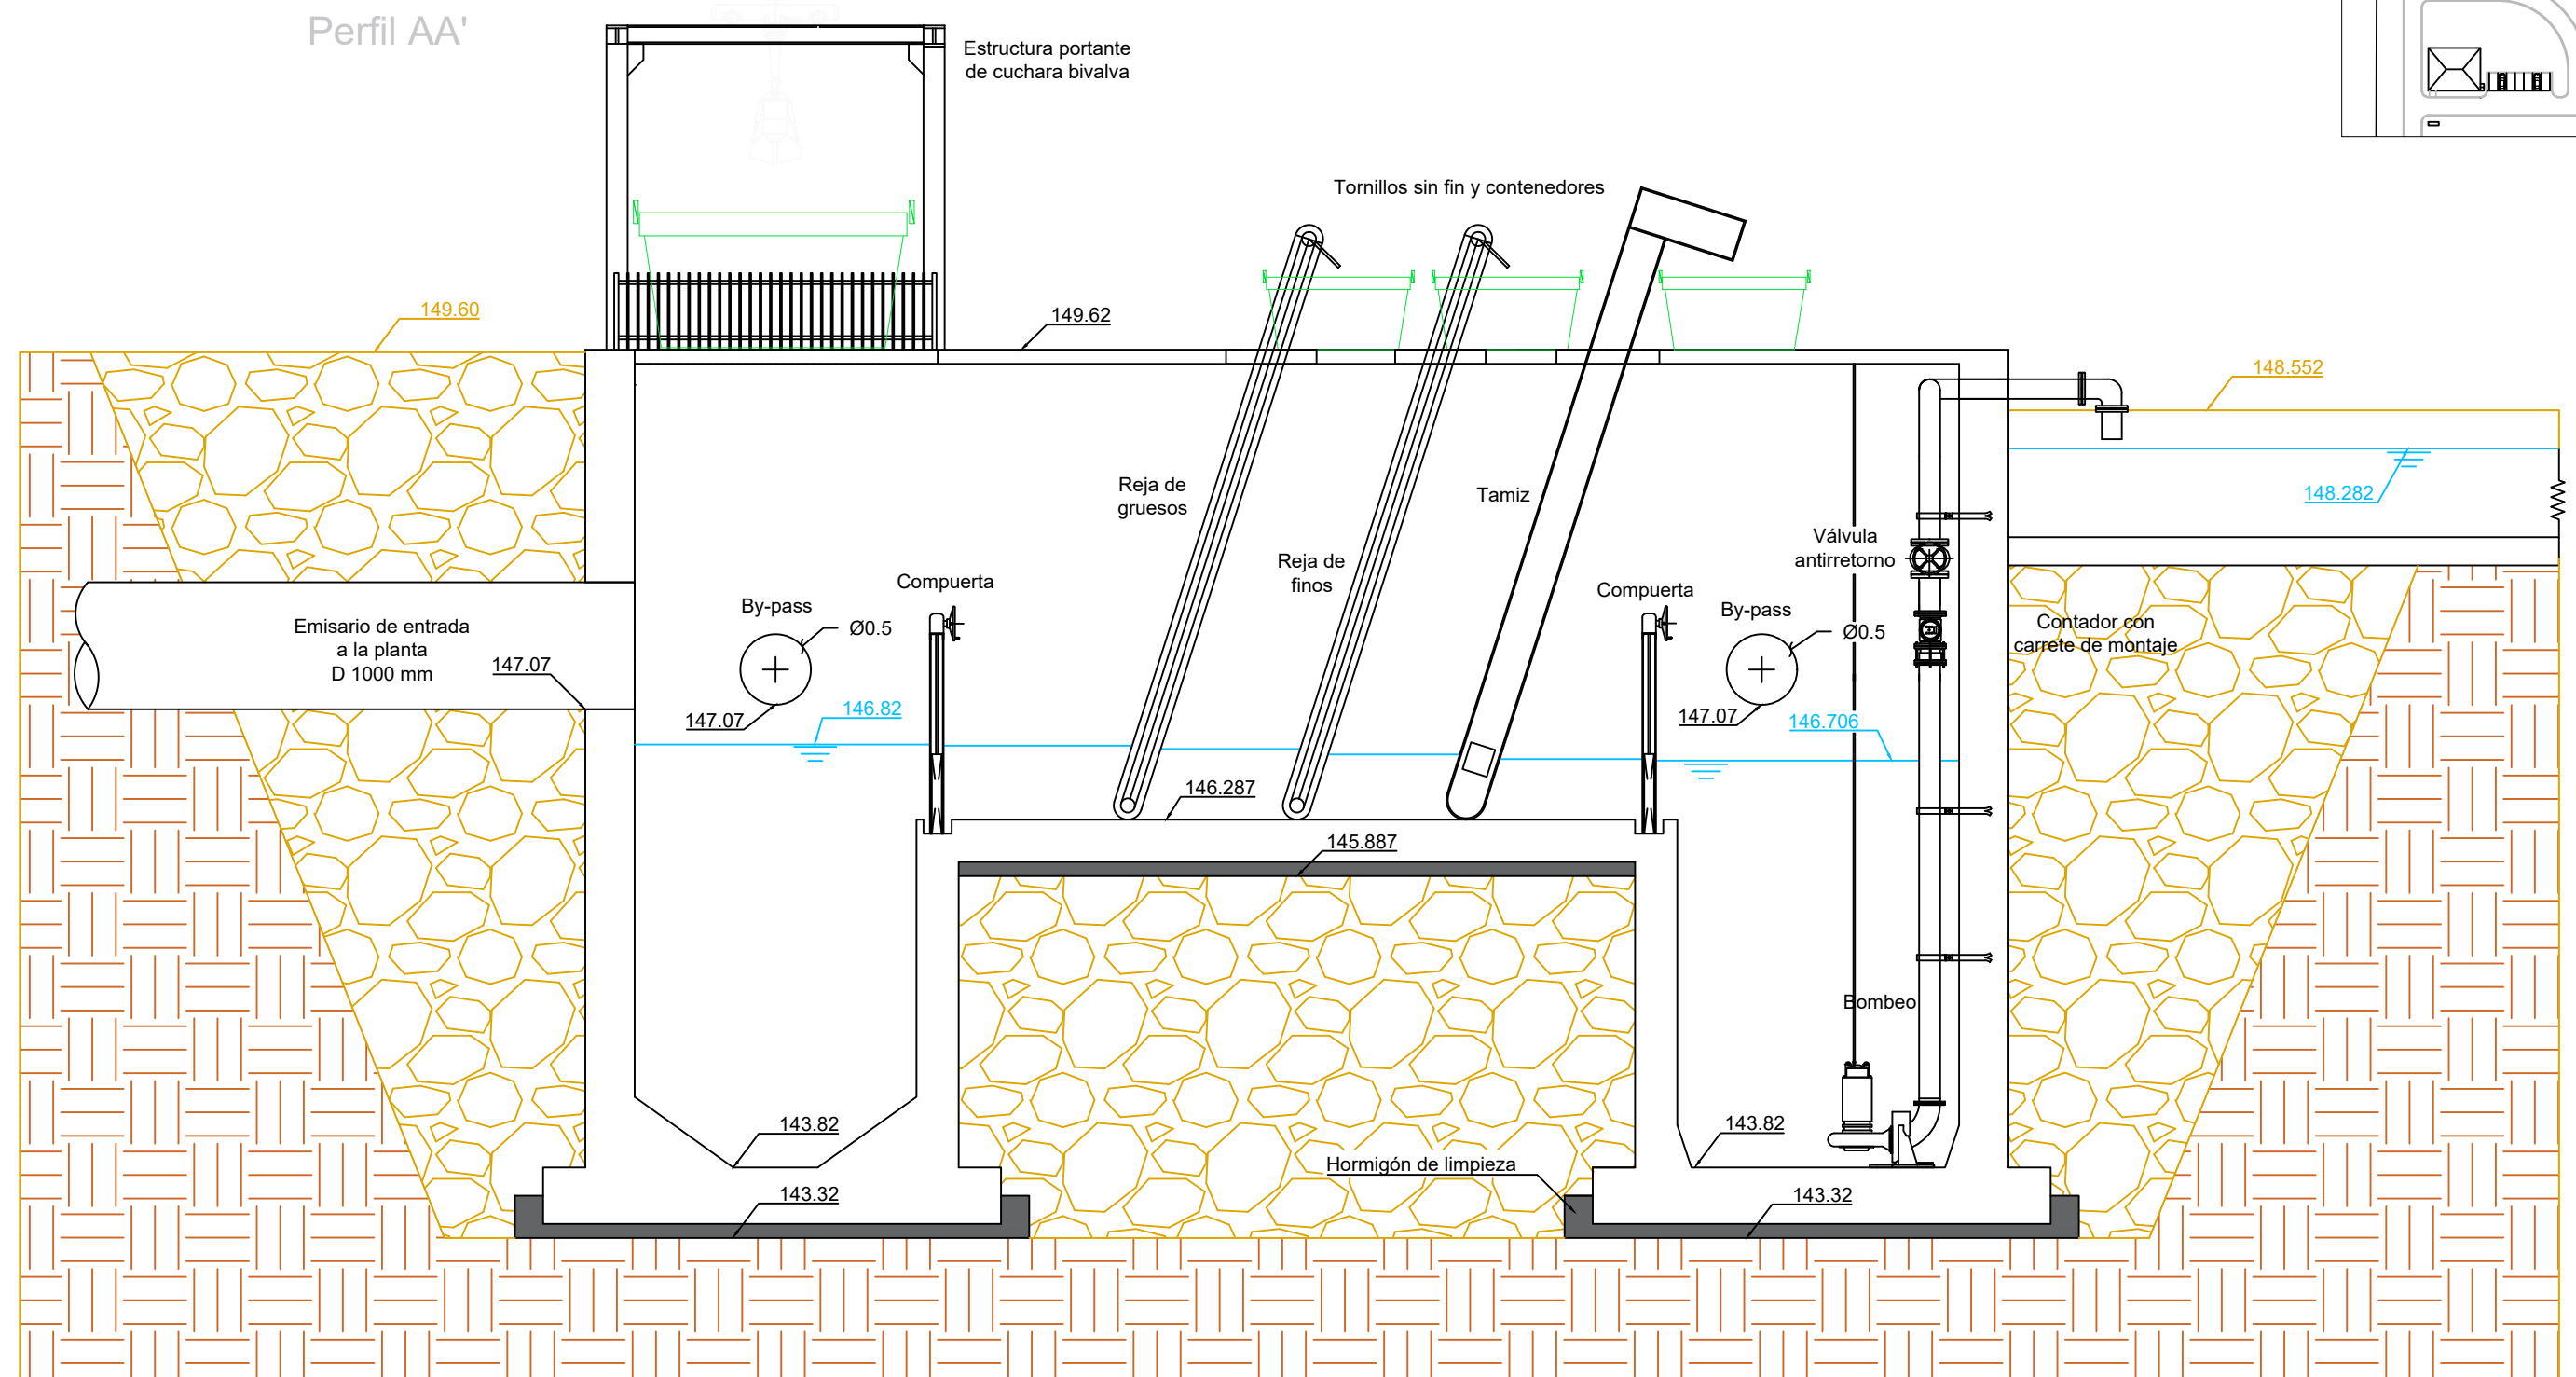 Perfil AA'
Estructura portante
de cuchara bivalva
Tornillos sin fin y contenedores
149.60
149.62
148.552
Reja de
gruesos
Tamiz
148.282
Válvula
antirretorno
Reja de
finos
Compuerta
Compuerta
By-pass
By-pass
Ø0.5
Ø0.5
Emisario de entrada
a la planta
D 1000 mm
147.07
Contador con
carrete de montaje
147.07
146.82
147.07
146.706
146.287
145.887
Bombeo
143.82
143.82
Hormigón de limpieza
143.32
143.32